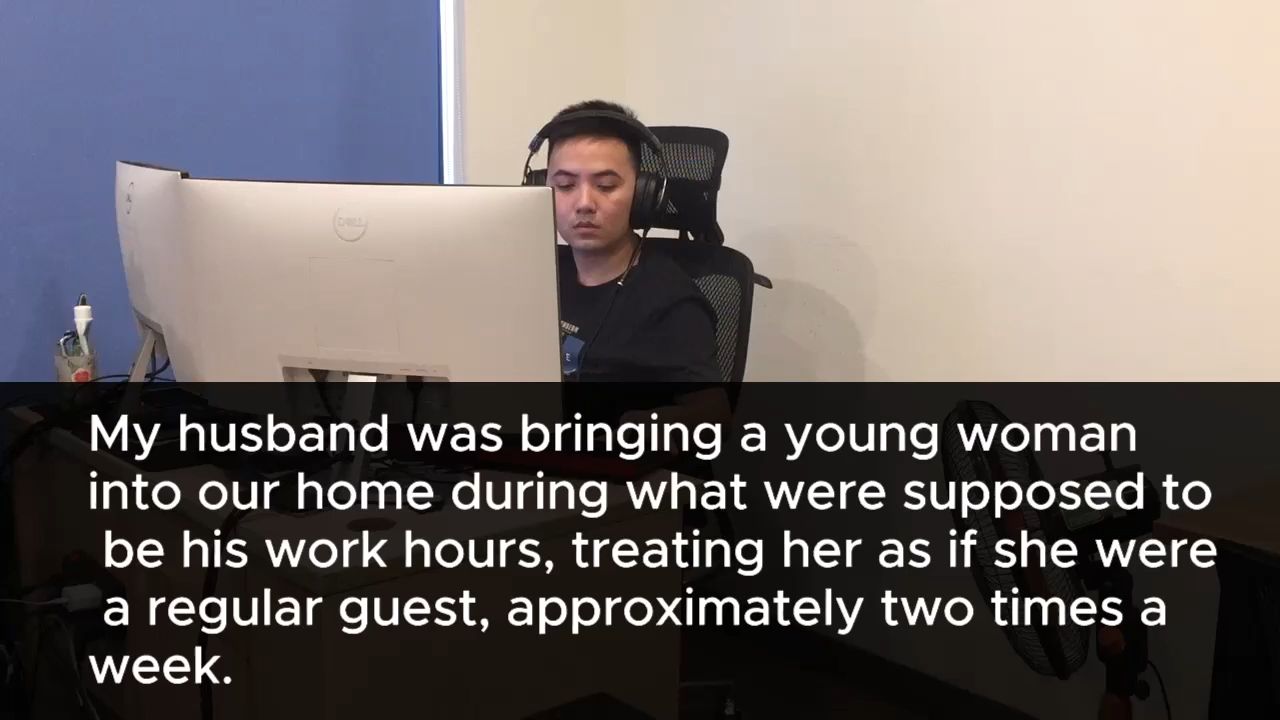 DELL
My husband was bringing a young woman
into our home during what were supposed to
be his work hours, treating her as if she were
a regular guest, approximately two times a
week.